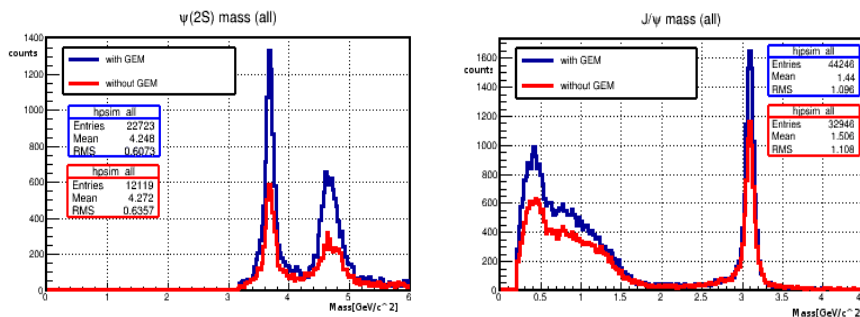 ψ(2S) mass (all)
counts
1400
1200
1000
800
600
400
200
0
with GEM
without GEM
hpsim_all
Entries 22723
Mean 4.248
RMS 0.6073
hpsim_all
Entries 12119
Mean 4.272
RMS 0.6357
0 1 2 3 4 5 6
Mass[GeV/c^2]
J/ψ mass (all)
counts
1600
1400
1200
1000
800
600
400
200
0
with GEM
without GEM
hjpsim_all
Entries 44246
Mean 1.44
RMS 1.096
hjpsim_all
Entries 32946
Mean 1.506
RMS 1.108
0 0.5 1 1.5 2 2.5 3 3.5 4 4.5
Mass[GeV/c^2]